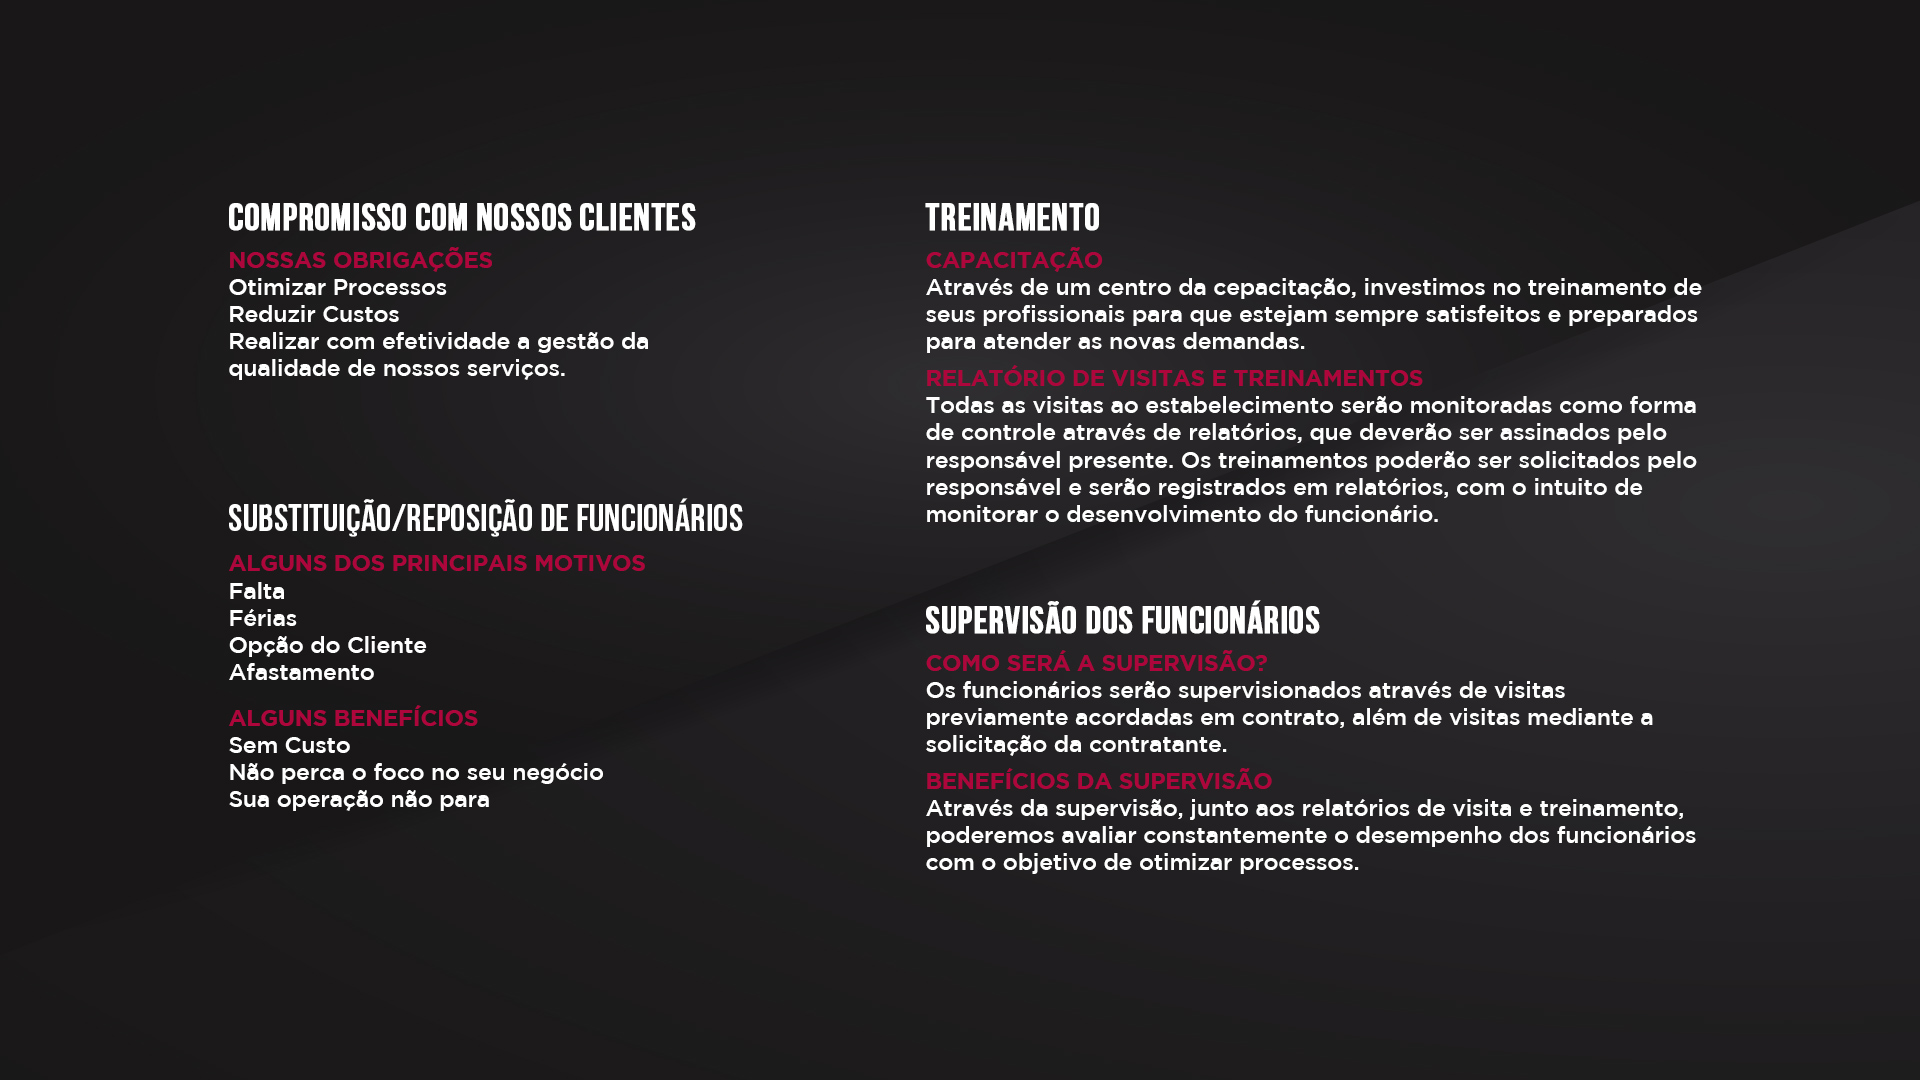 COMPROMISSO COM NOSSOS CLIENTES
NOSSAS OBRIGAÇÕES
Otimizar Processos
Reduzir Custos
Realizar com efetividade a gestão da
qualidade de nossos serviços.
SUBSTITUIÇÃO/REPOSIÇÃO DE FUNCIONÁRIOS
ALGUNS DOS PRINCIPAIS MOTIVOS
Falta
Férias
Opção do Cliente
Afastamento
ALGUNS BENEFÍCIOS
Sem Custo
Não perca o foco no seu negócio
Sua operação não para
TREINAMENTO
CAPACITAÇÃO
Através de um centro da cepacitação, investimos no treinamento de
seus profissionais para que estejam sempre satisfeitos e preparados
para atender as novas demandas.
RELATÓRIO DE VISITAS E TREINAMENTOS
Todas as visitas ao estabelecimento serão monitoradas como forma
de controle através de relatórios, que deverão ser assinados pelo
responsável presente. Os treinamentos poderão ser solicitados pelo
responsável e serão registrados em relatórios, com o intuito de
monitorar o desenvolvimento do funcionário.
SUPERVISÃO DOS FUNCIONÁRIOS
COMO SERÁ A SUPERVISÃO?
Os funcionários serão supervisionados através de visitas
previamente acordadas em contrato, além de visitas mediante a
solicitação da contratante.
BENEFÍCIOS DA SUPERVISÃO
Através da supervisão, junto aos relatórios de visita e treinamento,
poderemos avaliar constantemente o desempenho dos funcionários
com o objetivo de otimizar processos.